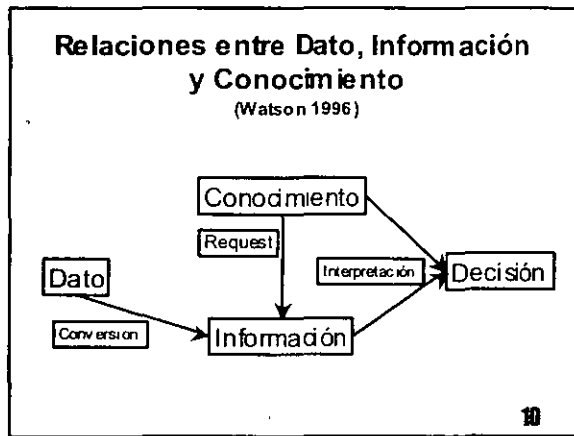 Relaciones entre Dato, Información
y Conocimiento
(Watson 1996)
Conocimiento
Request
Dato
Interpretación
Decisión
Conversion
Información
10